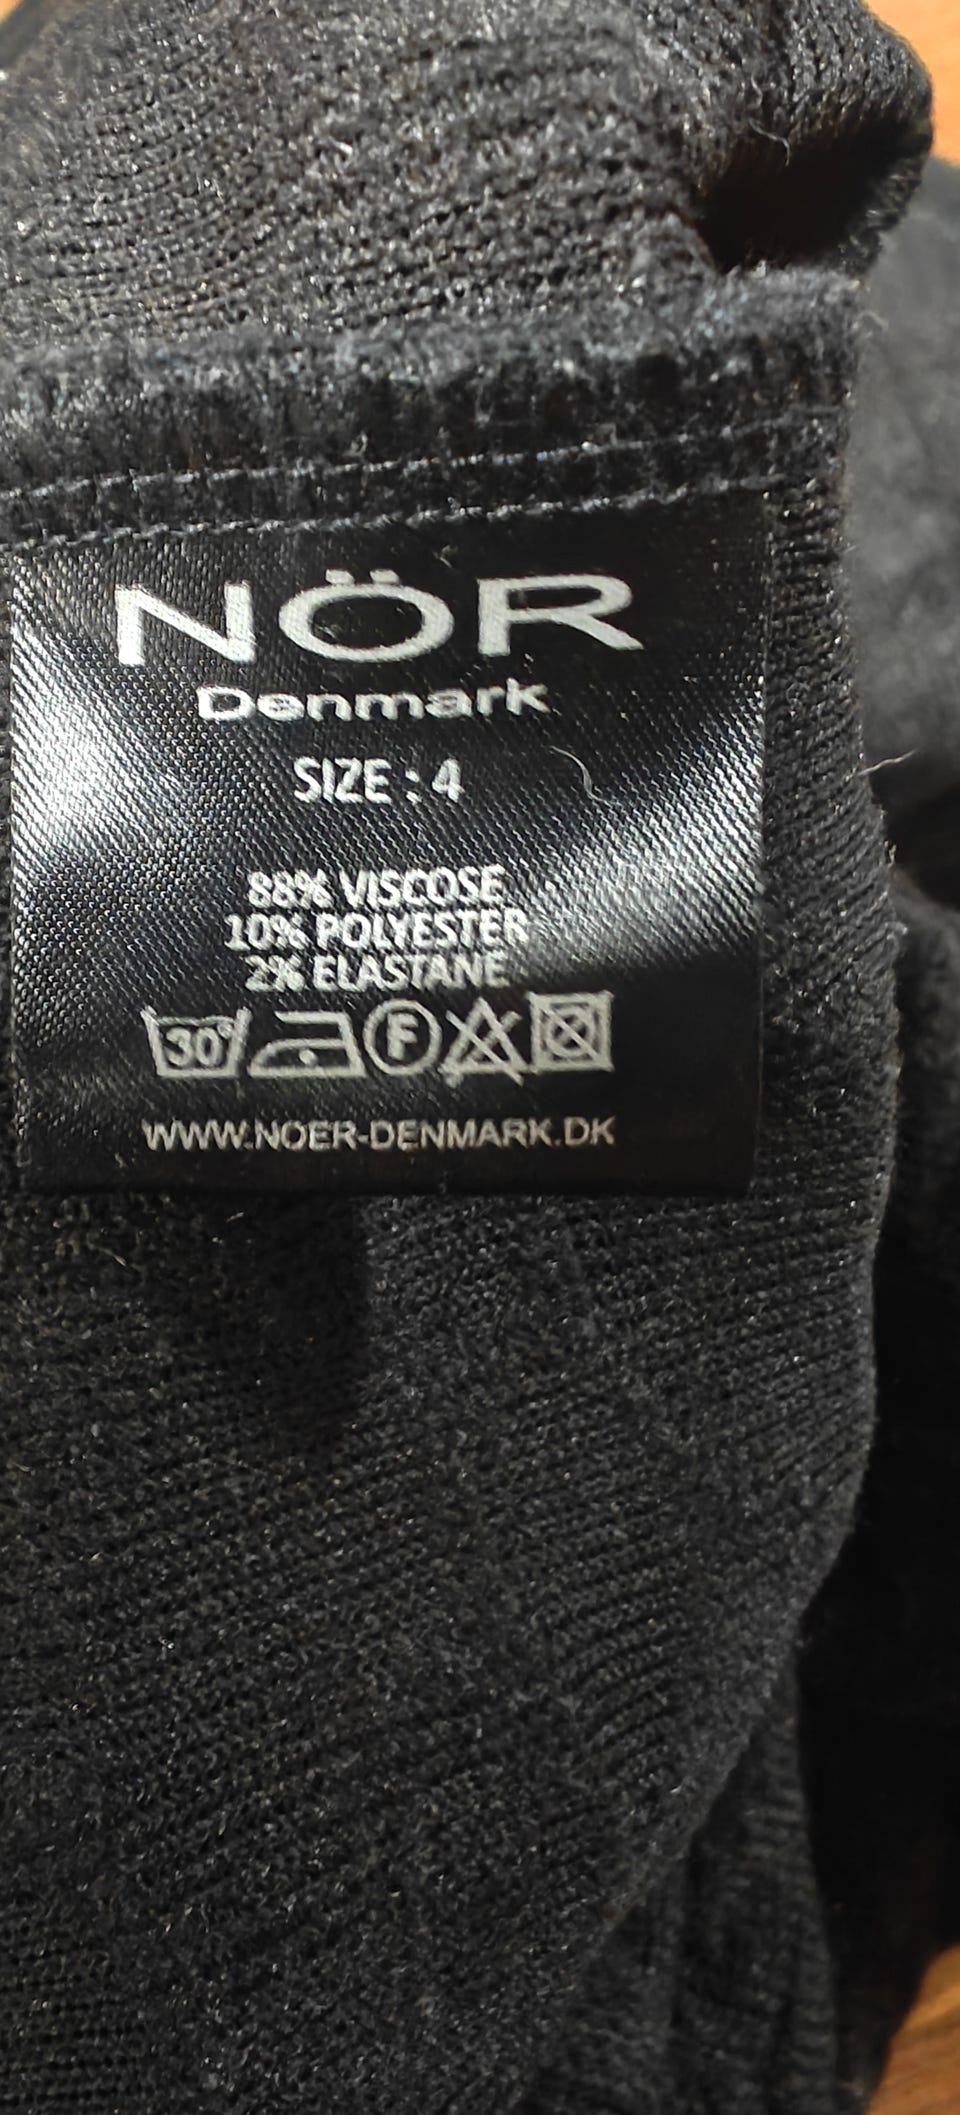 NÖR
Denmark
SIZE : 4
88% VISCOSE
10% POLYESTER
2% ELASTANE
30° F
WWW.NOER-DENMARK.DK